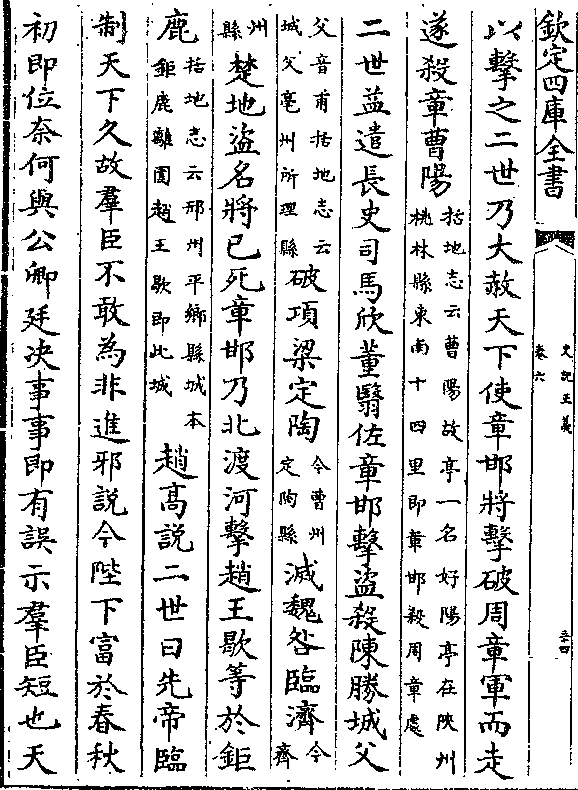 欽定四庫全書
史記正義
卷六
以擊之二世乃大赦天下使章邯將擊破周章軍而走
遂殺章曹陽括地志云曹陽故亭一名好陽亭在陜州桃林縣東南十四里即章邯殺周章處
二世益遣長史司馬欣董翳佐章邯擊盜殺陳勝城父
父音甫括地志云城父亳州所理縣破項梁定陶今曹州定陶縣滅魏咎臨濟今齊
州縣楚地盜名將已死章邯乃北渡河擊趙王歇等於鉅
鹿括地志云邢州平鄉縣城本鉅鹿離圍趙王歇即此城趙髙說二世曰先帝臨
制天下久故羣臣不敢為非進邪說今陛下富於春秋
初即位奈何與公卿廷決事事即有誤示羣臣短也天